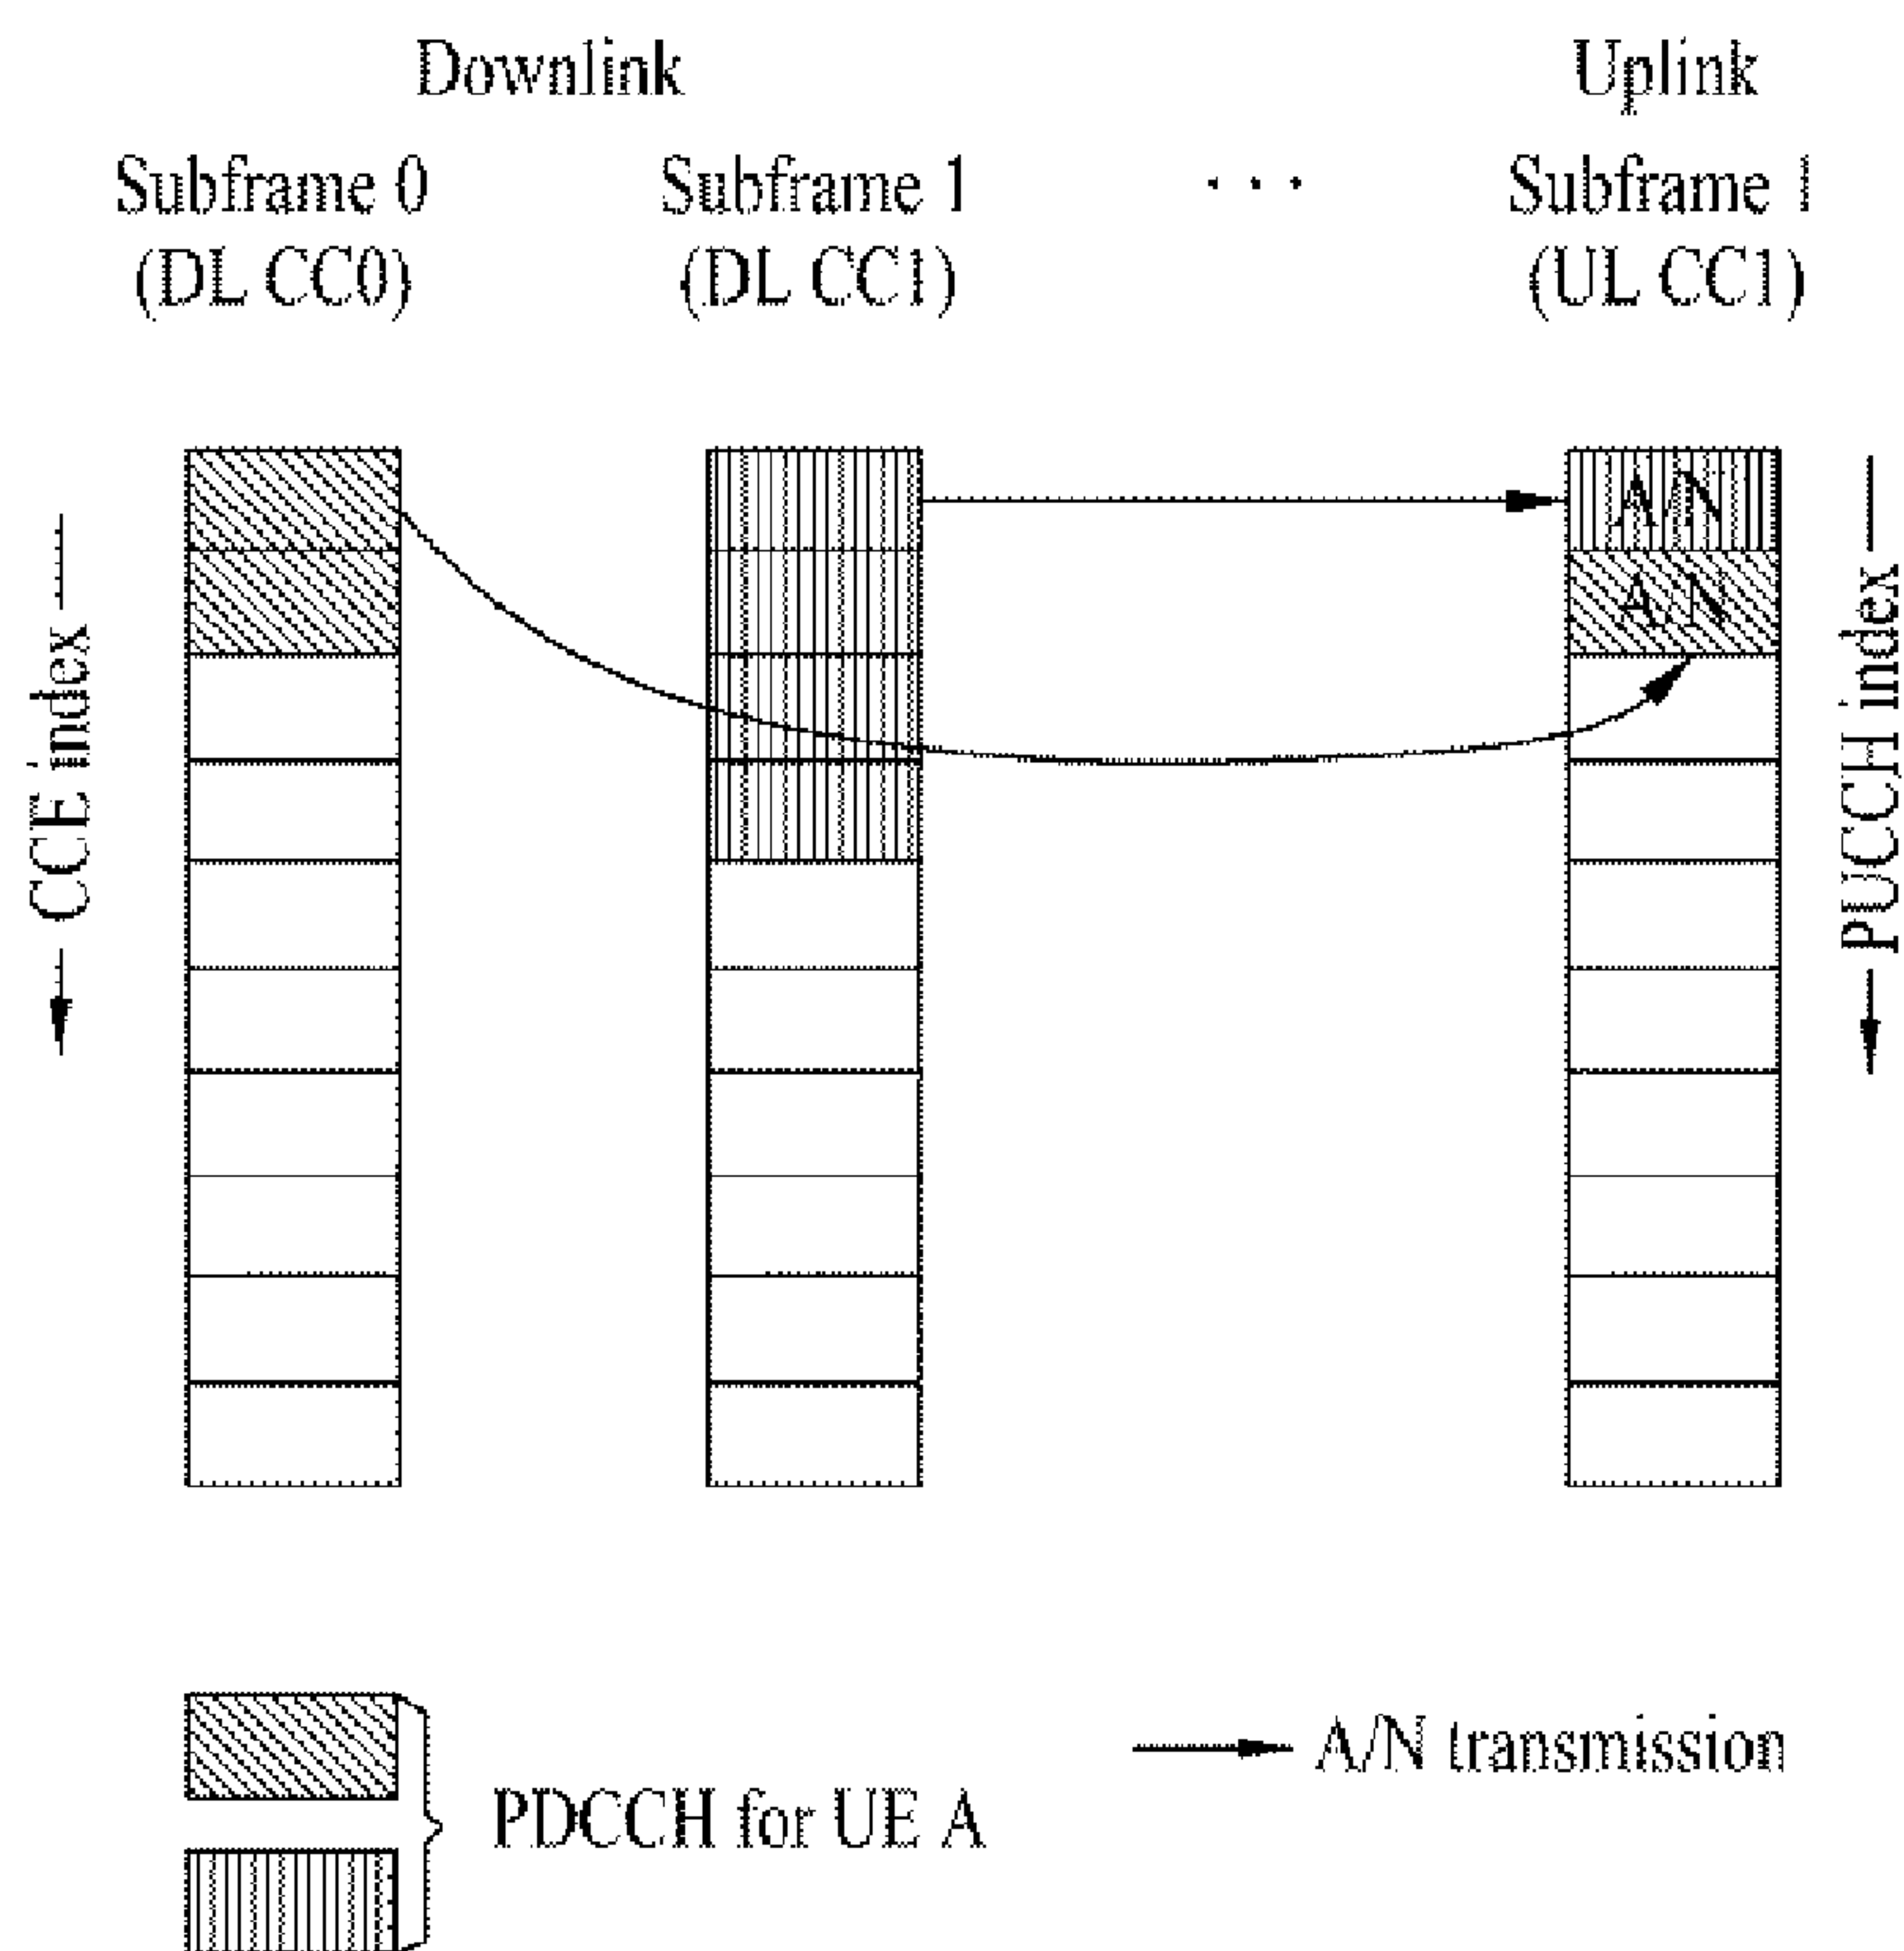 Downlink
Uplink
Subframe 0
(DL CC0)
Subframe 1
(DL CC1)
. . .
Subframe 1
(UL CC1)
CCE index
PUCCH index
A/N
A/N
PDCCH for UE A
A/N transmission